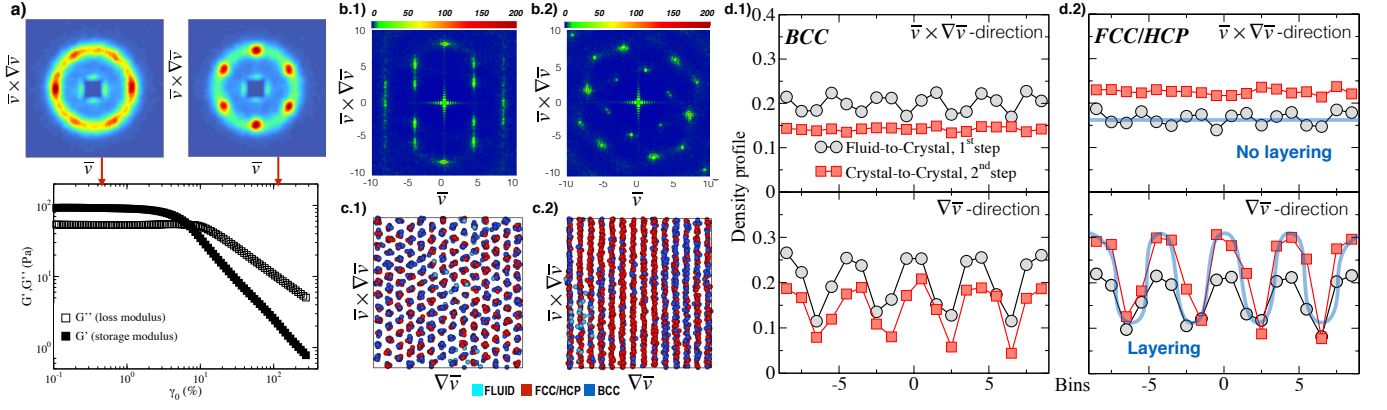 a)
v̅ × ∇v̅
v̅
v̅ × ∇v̅
v̅
G',G'' (Pa)
10²
10¹
10⁰
G'' (loss modulus)
G' (storage modulus)
10⁻¹
10⁰
10¹
10²
γ₀ (%)
b.1)
0 50 100 150 200
v̅ × ∇v̅
10
5
0
-5
-10
-10 -5 0 5 10
v̅
b.2)
0 50 100 150 200
v̅ × ∇v̅
10
5
0
-5
-10
-10 -5 0 5
v̅
c.1)
v̅ × ∇v̅
∇v̅
c.2)
v̅ × ∇v̅
∇v̅
FLUID FCC/HCP BCC
d.1)
BCC
v̅ × ∇v̅ -direction
0.3
0.2
0.1
0
Fluid-to-Crystal, 1st step
Crystal-to-Crystal, 2nd step
Density profile
∇v̅ -direction
0.3
0.2
0.1
0
-5 0 5
d.2)
FCC/HCP
v̅ × ∇v̅ -direction
No layering
∇v̅ -direction
Layering
Bins
-5 0 5